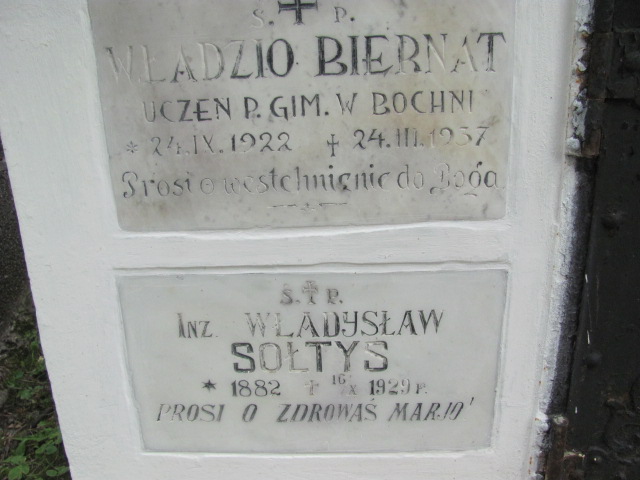 Ś. ✝ P.
WŁADZIO BIERNAT
UCZEŃ P. GIM. W BOCHNI
* 24.IX.1922 ✝ 24.III.1937
Prosi o westchnienie do Boga
Ś. ✝ P.
INŻ. WŁADYSŁAW
SOŁTYS
* 1882 ✝ 16/X 1929 R.
PROSI O ZDROWAŚ MARJO'